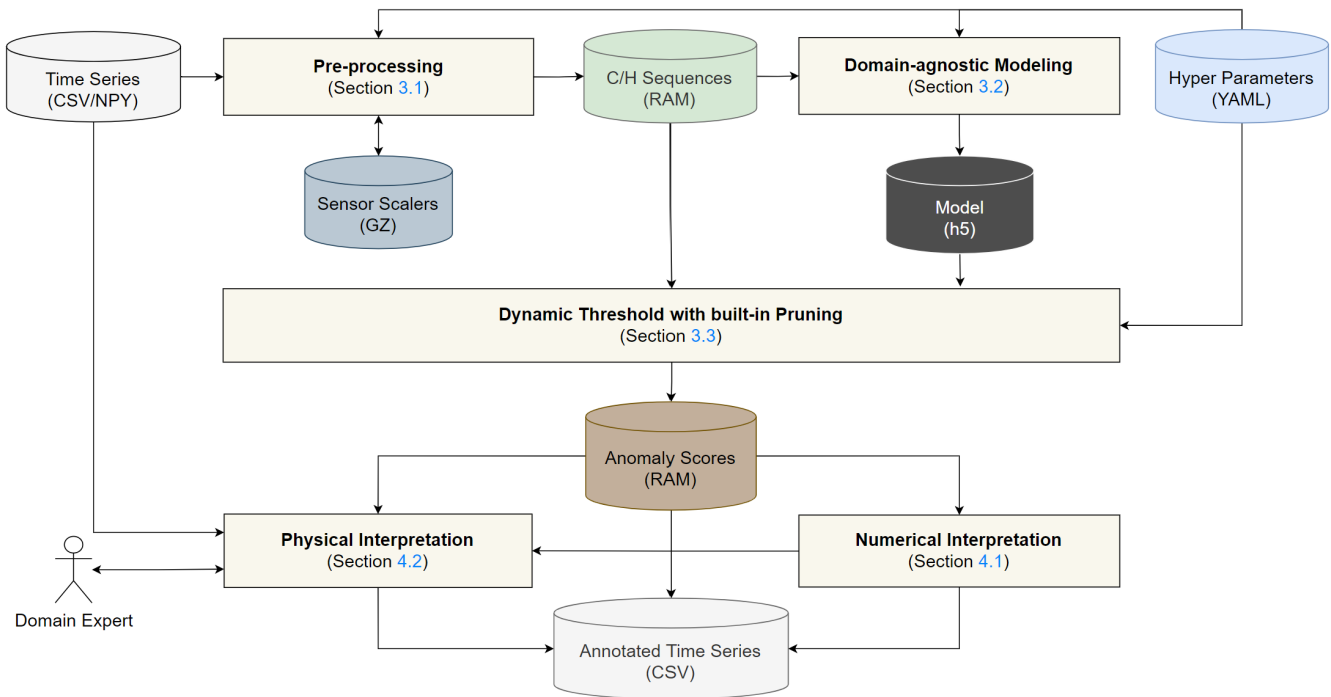 Time Series
(CSV/NPY)
Pre-processing
(Section 3.1)
C/H Sequences
(RAM)
Domain-agnostic Modeling
(Section 3.2)
Hyper Parameters
(YAML)
Sensor Scalers
(GZ)
Model
(h5)
Dynamic Threshold with built-in Pruning
(Section 3.3)
Anomaly Scores
(RAM)
Physical Interpretation
(Section 4.2)
Numerical Interpretation
(Section 4.1)
Domain Expert
Annotated Time Series
(CSV)